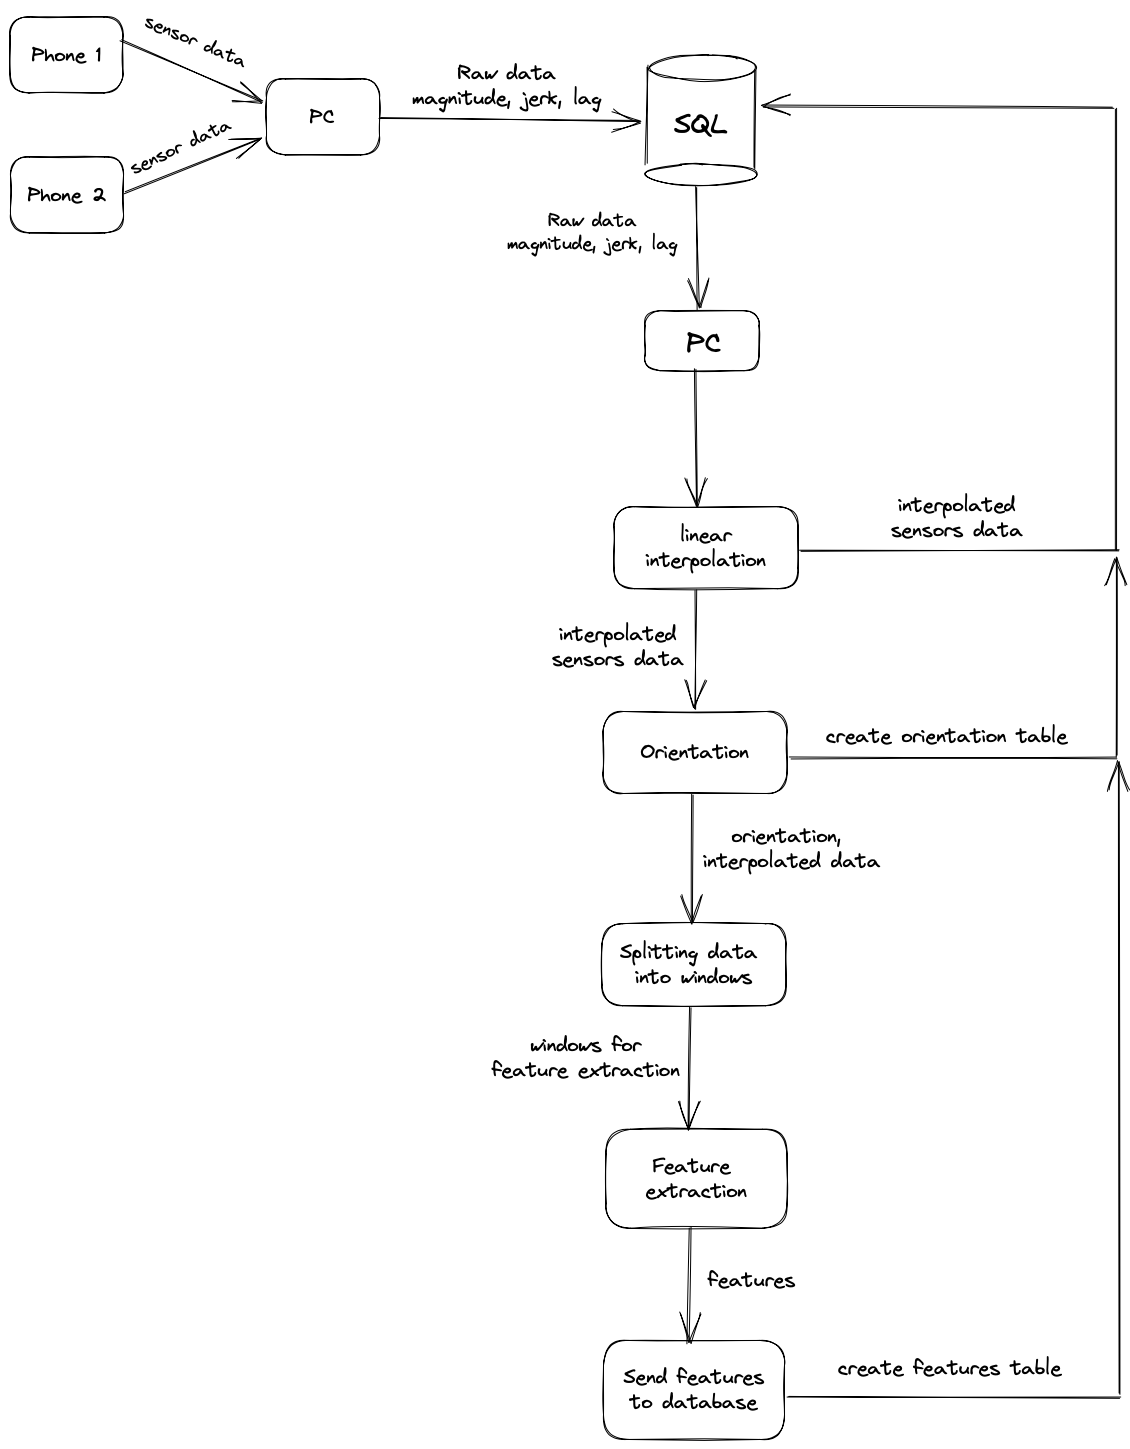 sensor data
Phone 1
Raw data
magnitude, jerk, lag
PC
SQL
sensor data
Phone 2
Raw data
magnitude, jerk, lag
PC
interpolated
sensors data
linear
interpolation
interpolated
sensors data
create orientation table
Orientation
orientation,
interpolated data
Splitting data
into windows
windows for
feature extraction
Feature
extraction
features
create features table
Send features
to database